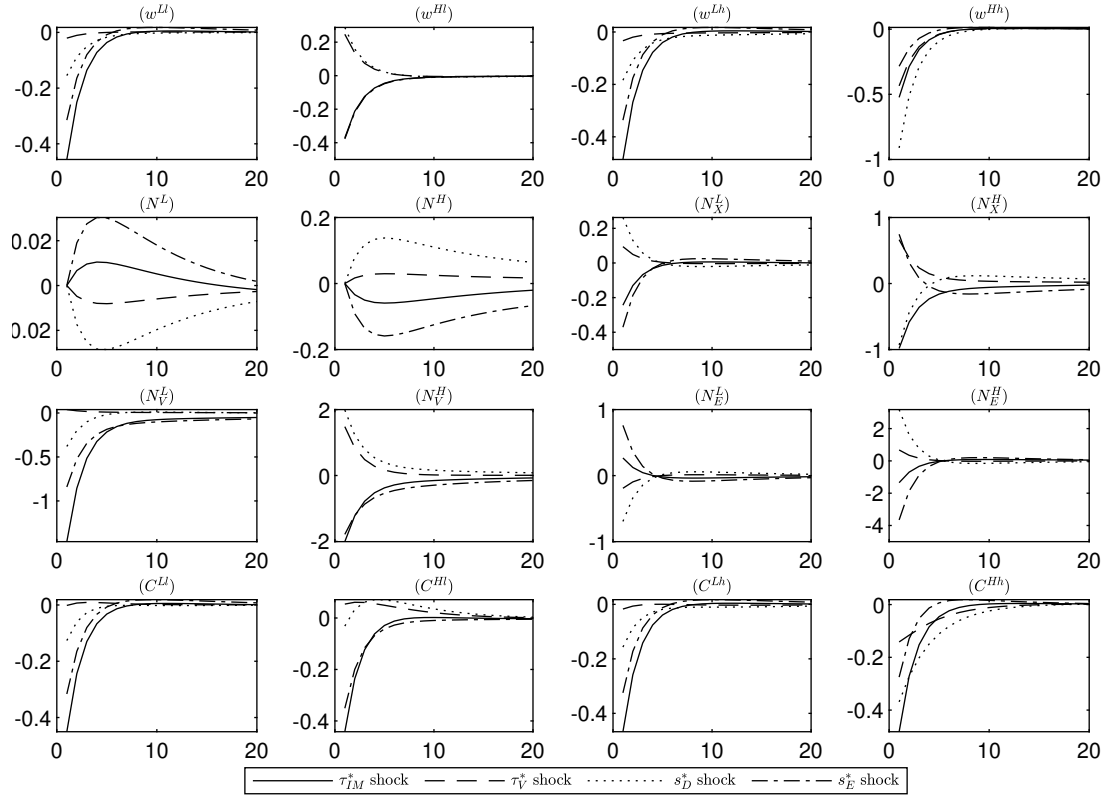 (w^{Ll}) (w^{Hl}) (w^{Lh}) (w^{Hh})
0 0.2 0 0
-0.2 0 -0.2 -0.5
-0.2
-0.4 -0.4 -0.4 -1
0 10 20 0 10 20 0 10 20 0 10 20
(N^L) (N^H) (N_X^L) (N_X^H)
0.02 0.2 0.2 1
0 0 0 0
-0.2
0.02 -0.2 -0.4 -1
0 10 20 0 10 20 0 10 20 0 10 20
(N_V^L) (N_V^H) (N_E^L) (N_E^H)
0 2 1 2
-0.5 0 0 0
-2
-1 -2 -1 -4
0 10 20 0 10 20 0 10 20 0 10 20
(C^{Ll}) (C^{Hl}) (C^{Lh}) (C^{Hh})
0 0 0 0
-0.2 -0.2 -0.2 -0.2
-0.4 -0.4 -0.4 -0.4
0 10 20 0 10 20 0 10 20 0 10 20
τ*_{IM} shock τ*_V shock s*_D shock s*_E shock